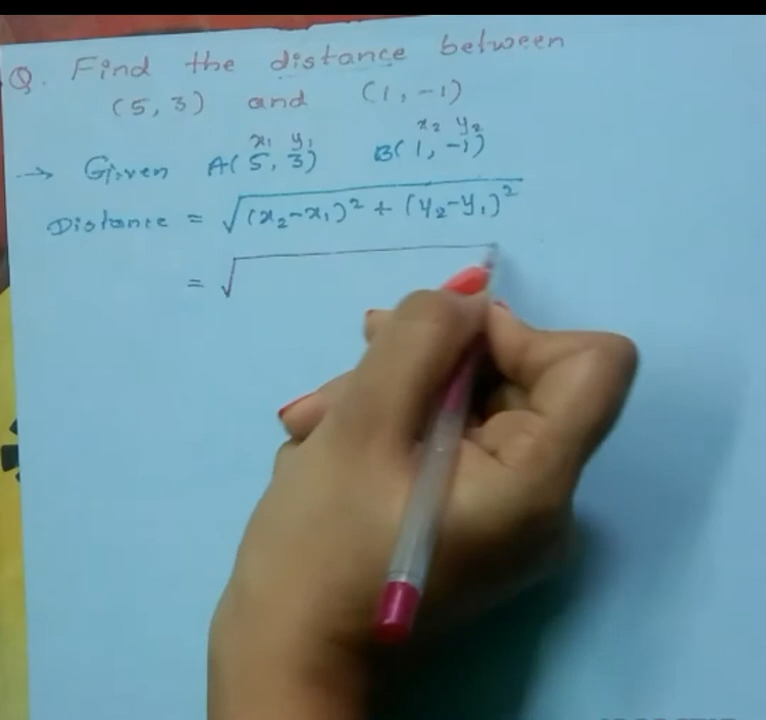 Q. Find the distance between
(5, 3) and (1, -1)
x₁ y₁ x₂ y₂
→ Given A(5, 3) B(1, -1)
Distance = √(x₂-x₁)² + (y₂-y₁)²
= √